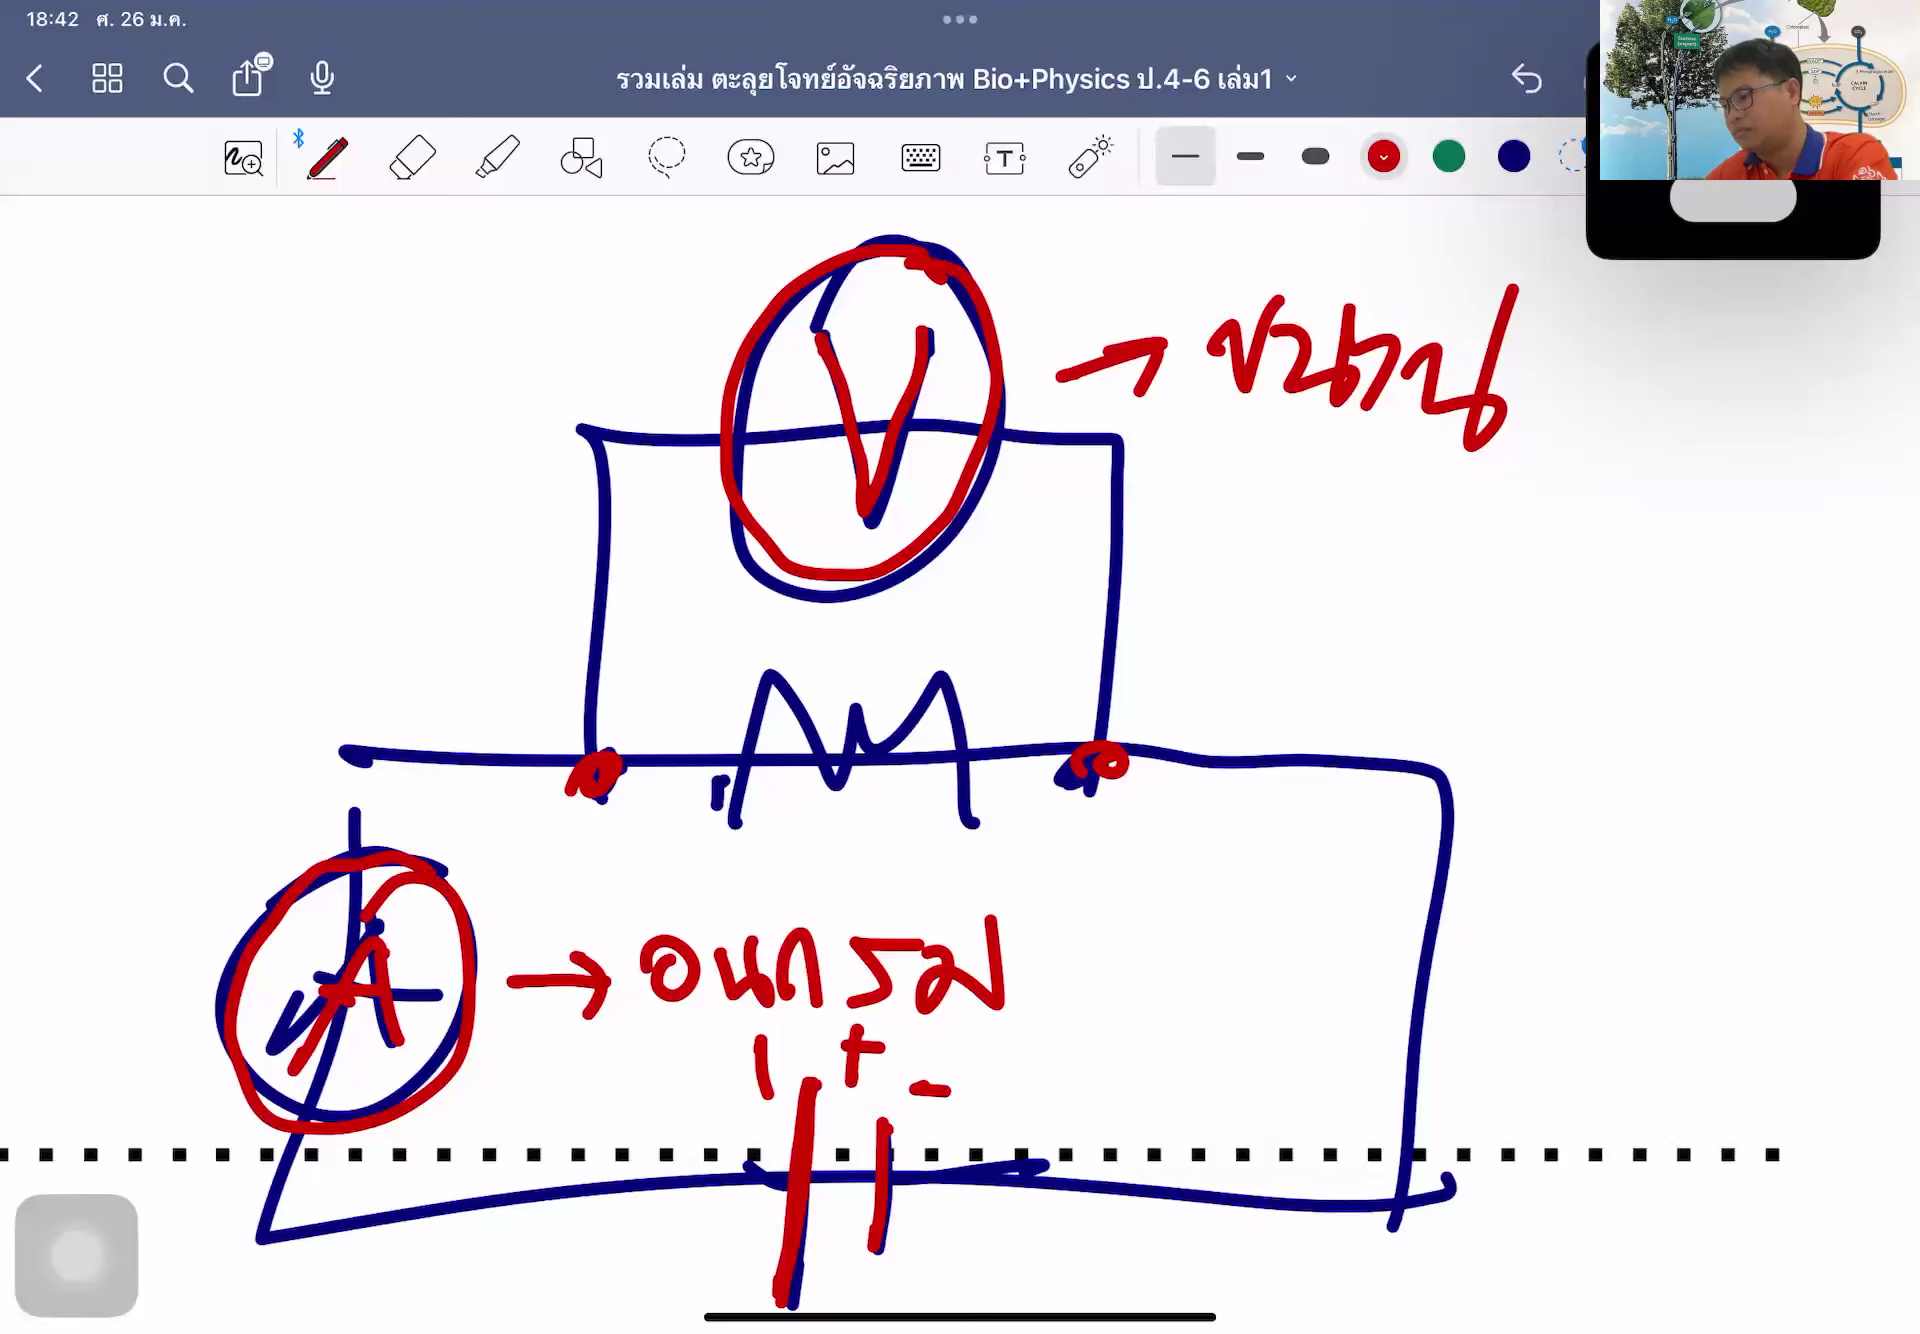 18:42 ศ. 26 ม.ค.
รวมเล่ม ตะลุยโจทย์อัจฉริยภาพ Bio+Physics ป.4-6 เล่ม1
T
V → ขนาน
A → อนุกรม
+ -
CALVIN CYCLE